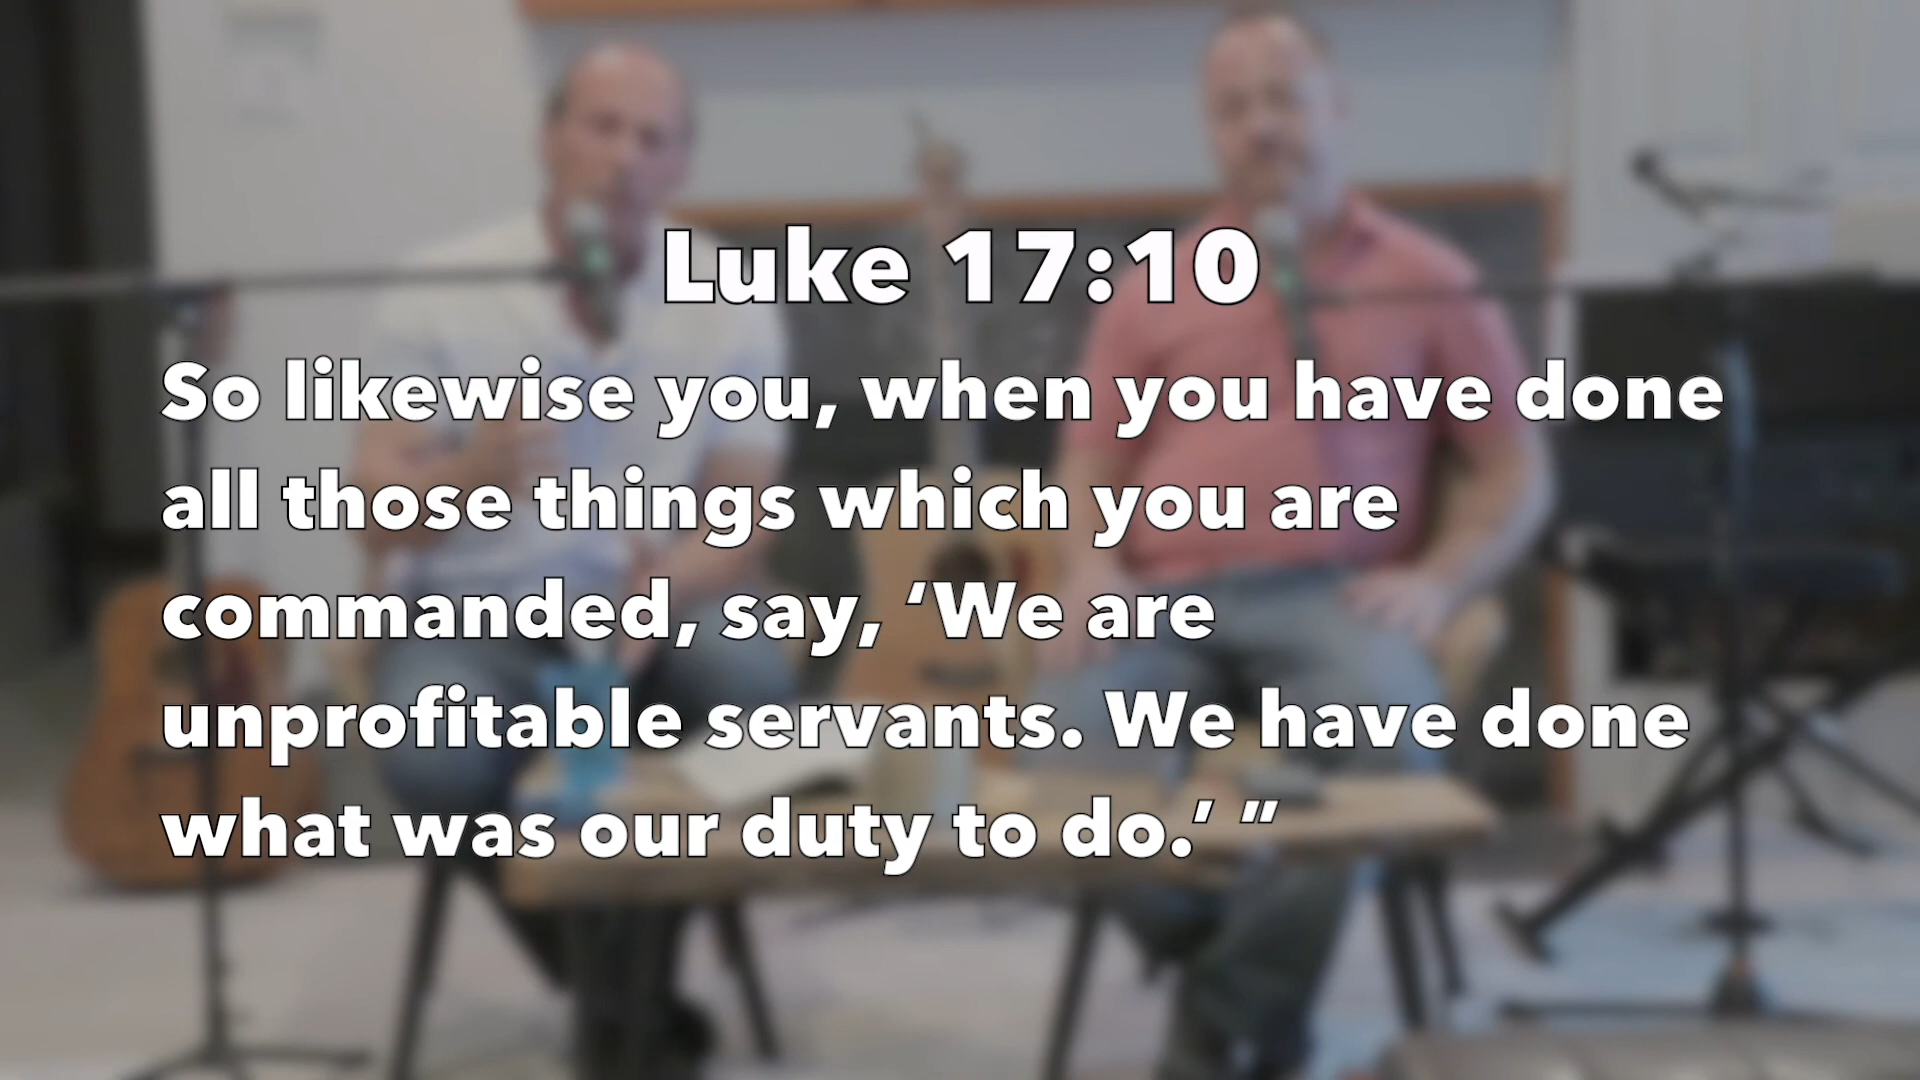 Luke 17:10
So likewise you, when you have done
all those things which you are
commanded, say, ‘We are
unprofitable servants. We have done
what was our duty to do.’ ”